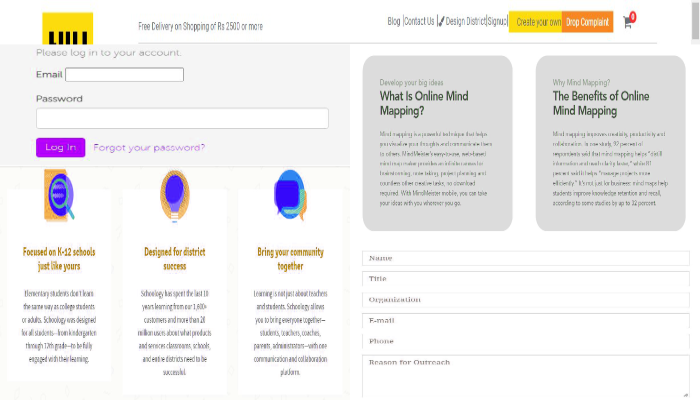 Free Delivery on Shopping of Rs 2500 or more
Blog
Contact Us
Design District
Signup
Create your own
Drop Complaint
0
Please log in to your account.
Email
Password
Log In
Forgot your password?
Focused on K-12 schools
just like yours
Elementary students don't learn
the same way as college students
or adults. Schoology was designed
for all students—from kindergarten
through 12th grade—to be fully
engaged with their learning.
Designed for district
success
Schoology has spent the last 10
years learning from our 1,600+
customers and more than 20
million users about what products
and services classrooms, schools,
and entire districts need to be
successful.
Bring your community
together
Learning is not just about teachers
and students. Schoology allows
you to bring everyone together—
students, teachers, coaches,
parents, administrators—with one
communication and collaboration
platform.
Develop your big ideas
What Is Online Mind
Mapping?
Mind mapping is a powerful technique that helps
you visualize your thoughts and communicate them
to others. MindMeister's easy-to-use, web-based
mind map maker provides an infinite canvas for
brainstorming, note taking, project planning and
countless other creative tasks, no download
required. With MindMeister mobile, you can take
your ideas with you wherever you go.
Why Mind Mapping?
The Benefits of Online
Mind Mapping
Mind mapping improves creativity, productivity and
collaboration. In one study, 92 percent of
respondents said that mind mapping helps "distill
information and reach clarity faster," while 81
percent said it helps "manage projects more
efficiently." It's not just for business: mind maps help
students improve knowledge retention and recall,
according to some studies by up to 32 percent.
Name
Title
Organization
E-mail
Phone
Reason for Outreach